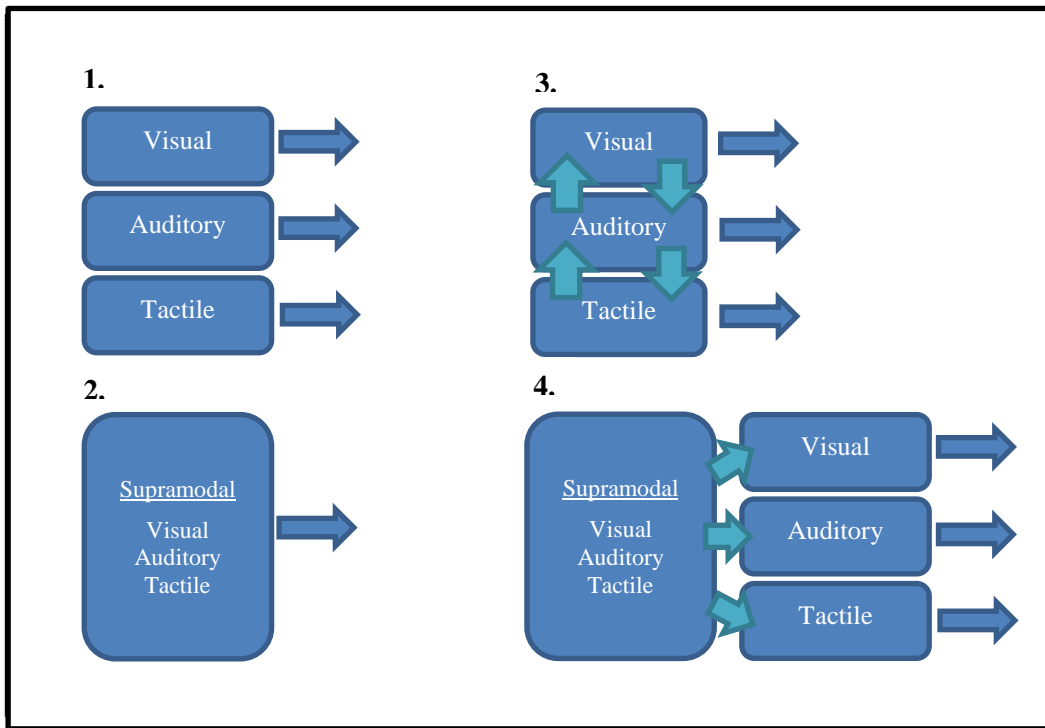 1.
Visual
Auditory
Tactile
2.
Supramodal
Visual
Auditory
Tactile
3.
Visual
Auditory
Tactile
4.
Supramodal
Visual
Auditory
Tactile
Visual
Auditory
Tactile